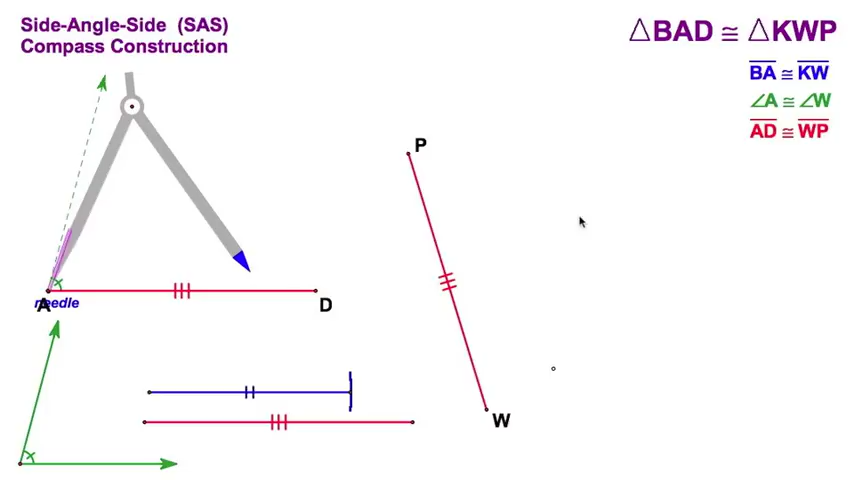 Side-Angle-Side (SAS)
Compass Construction
△BAD ≅ △KWP
BA ≅ KW
∠A ≅ ∠W
AD ≅ WP
P
A
needle
D
W